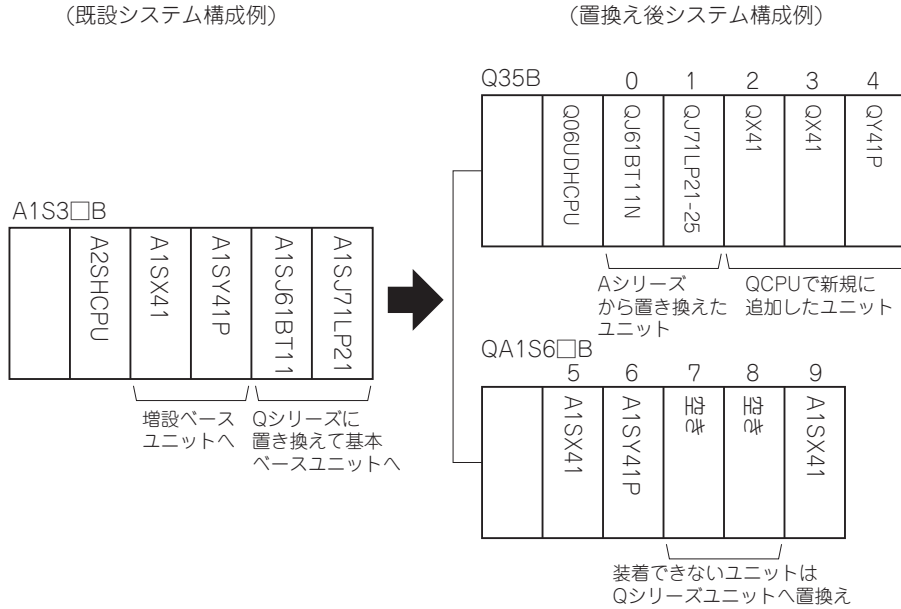 (既設システム構成例)
(置換え後システム構成例)
A1S3□B
A2SHCPU
A1SX41
A1SY41P
A1SJ61BT11
A1SJ71LP21
増設ベース
ユニットへ
Qシリーズに
置き換えて基本
ベースユニットへ
Q35B
0
1
2
3
4
Q06UDHCPU
QJ61BT11N
QJ71LP21-25
QX41
QX41
QY41P
Aシリーズ
から置き換えた
ユニット
QCPUで新規に
追加したユニット
QA1S6□B
5
6
7
8
9
A1SX41
A1SY41P
空き
空き
A1SX41
装着できないユニットは
Qシリーズユニットへ置換え